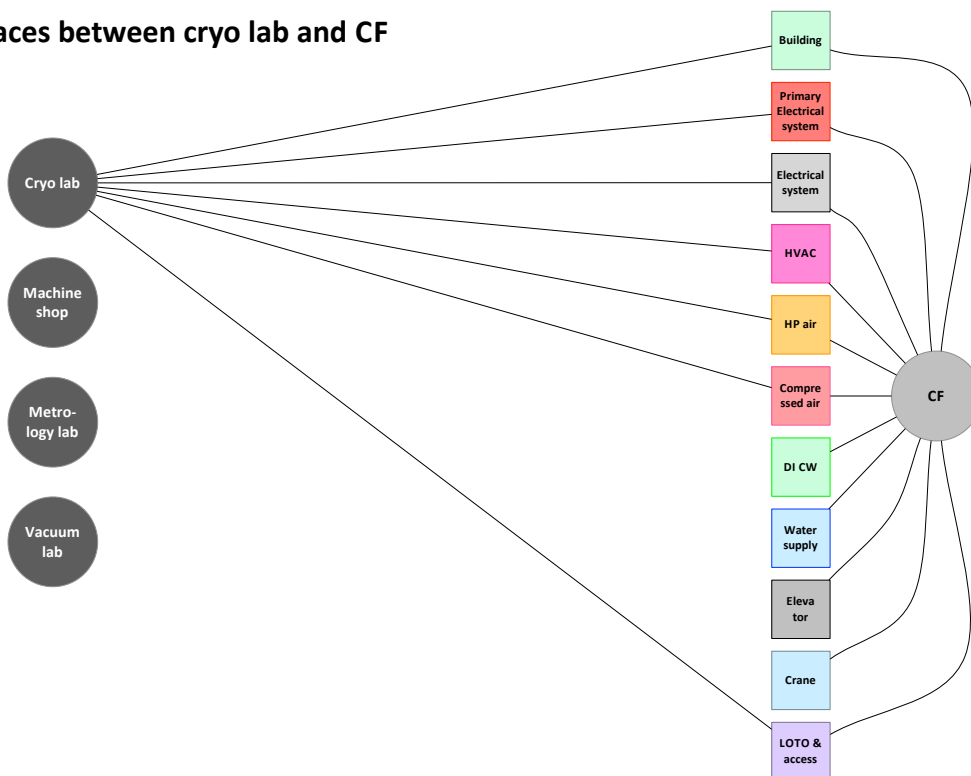 aces between cryo lab and CF
Building
Primary
Electrical
system
Cryo lab
Electrical
system
HVAC
Machine
shop
HP air
Compre
ssed air
CF
Metro-
logy lab
DI CW
Water
supply
Vacuum
lab
Eleva
tor
Crane
LOTO &
access